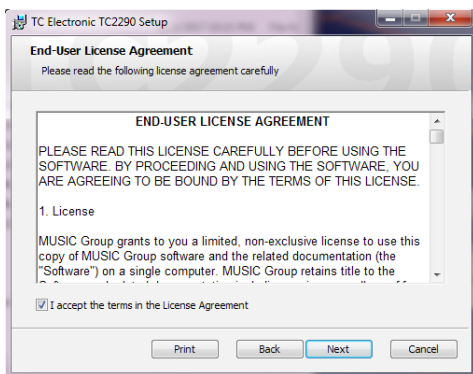 TC Electronic TC2290 Setup
End-User License Agreement
Please read the following license agreement carefully
END-USER LICENSE AGREEMENT
PLEASE READ THIS LICENSE CAREFULLY BEFORE USING THE
SOFTWARE. BY PROCEEDING AND USING THE SOFTWARE, YOU
ARE AGREEING TO BE BOUND BY THE TERMS OF THIS LICENSE.
1. License
MUSIC Group grants to you a limited, non-exclusive license to use this
copy of MUSIC Group software and the related documentation (the
"Software") on a single computer. MUSIC Group retains title to the
I accept the terms in the License Agreement
Print Back Next Cancel